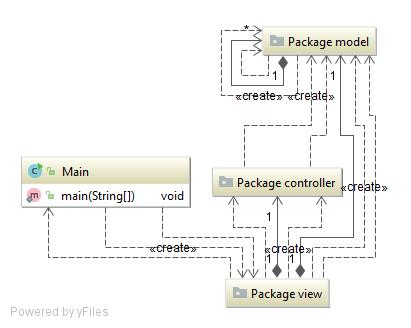 *
Package model
1
1
«create»
«create»
Main
main(String[])
void
Package controller
«create»
1
«create»
«create»
1
1
Package view
Powered by yFiles